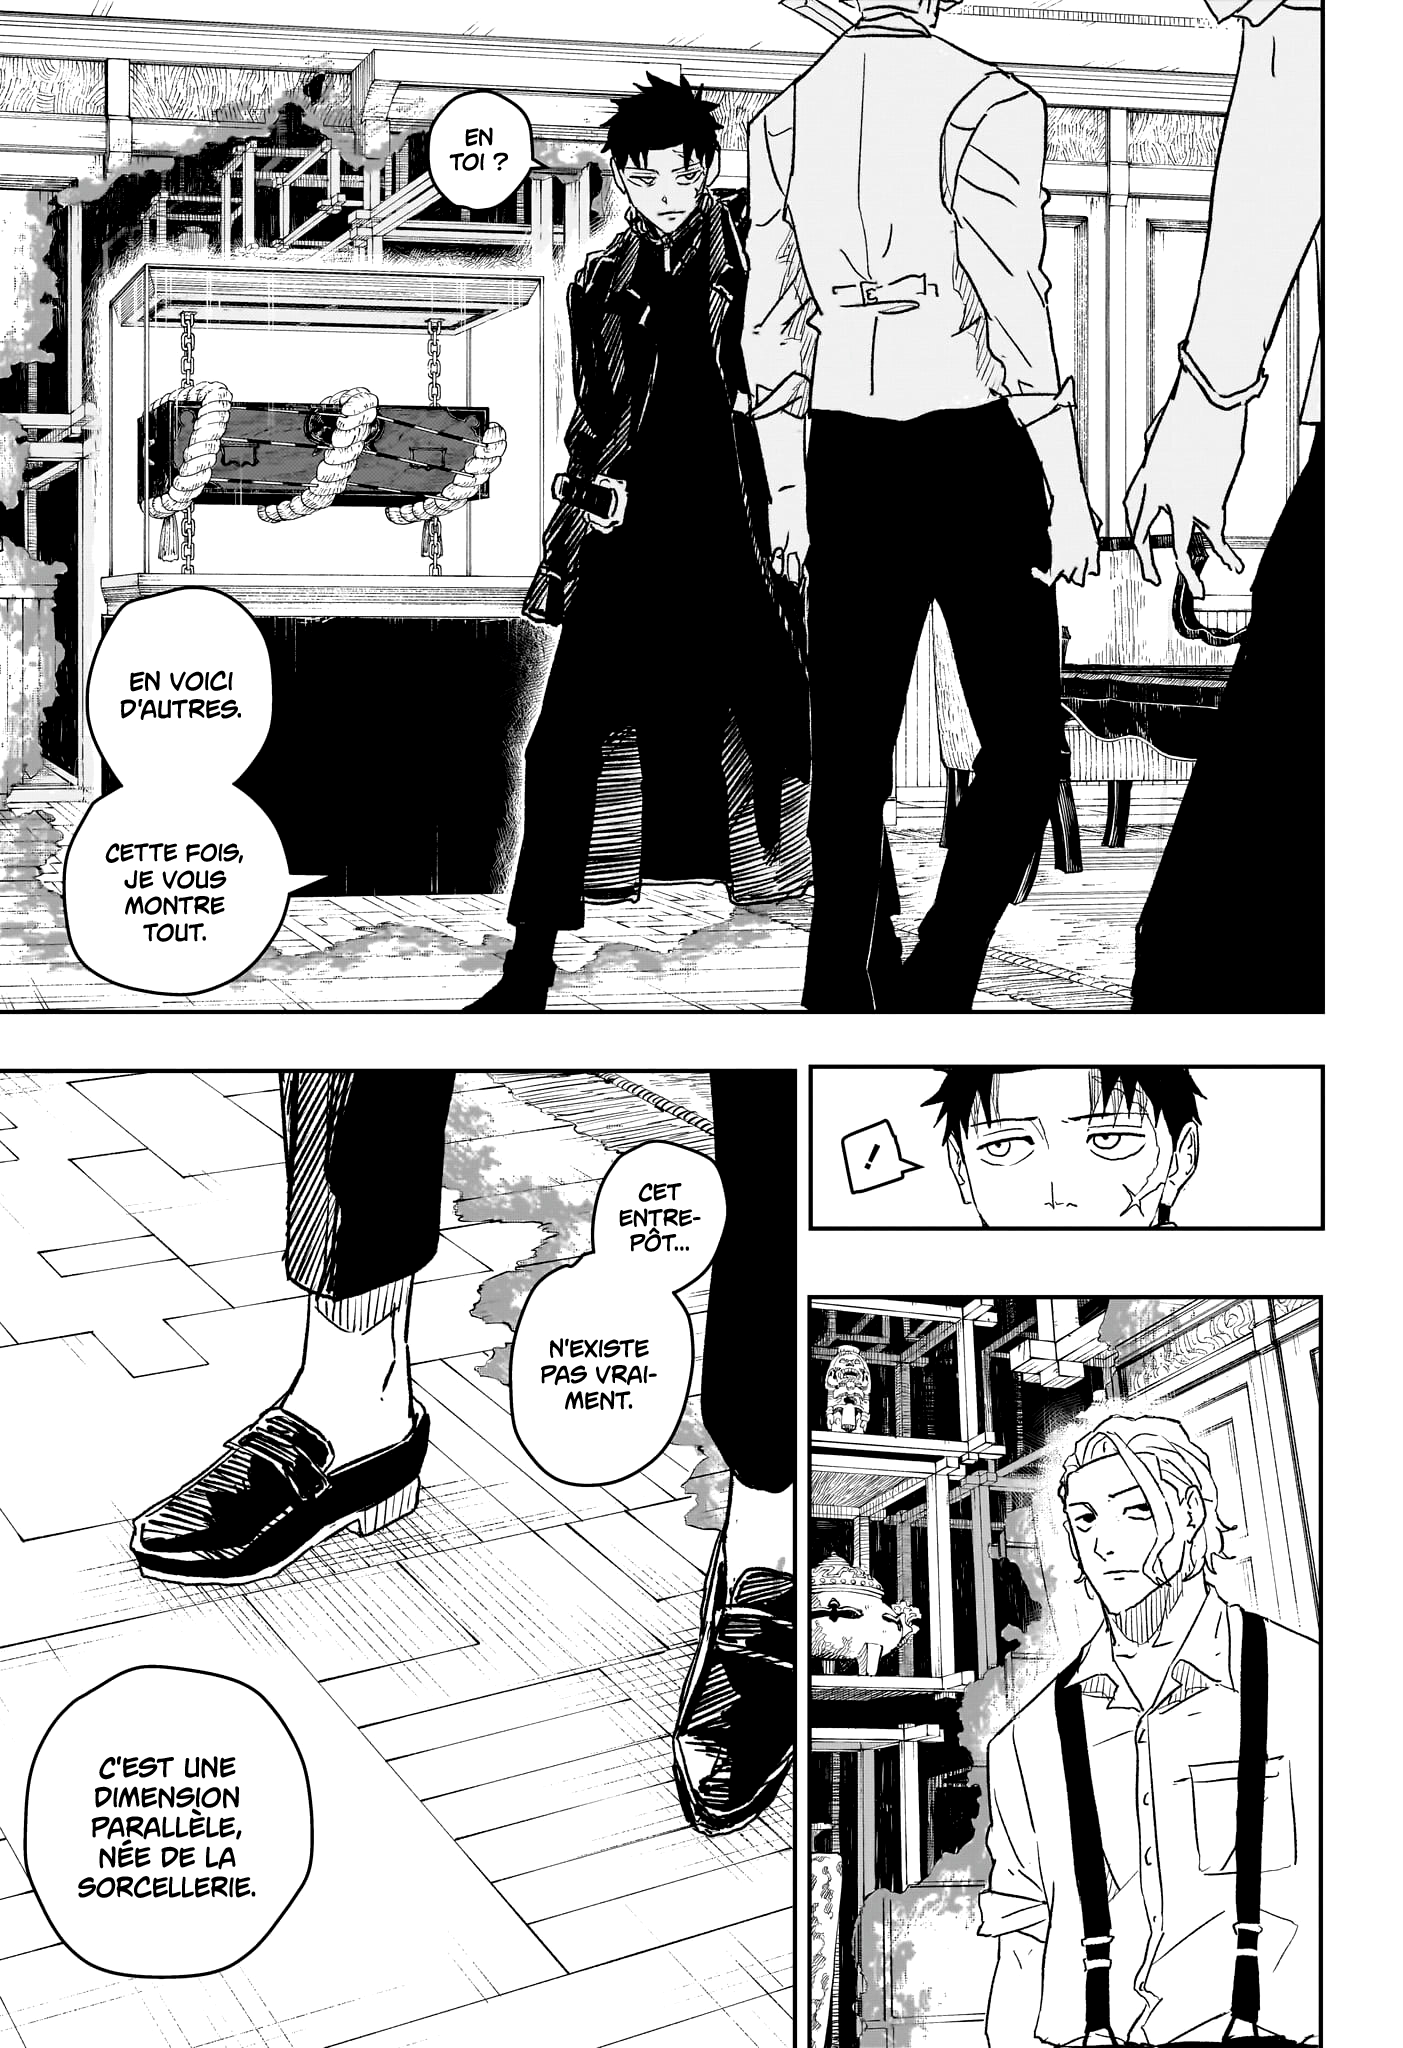 EN
TOI ?
EN VOICI
D'AUTRES.
CETTE FOIS,
JE VOUS
MONTRE
TOUT.
!
CET
ENTRE-
PÔT...
N'EXISTE
PAS VRAI-
MENT.
C'EST UNE
DIMENSION
PARALLÈLE,
NÉE DE LA
SORCELLERIE.